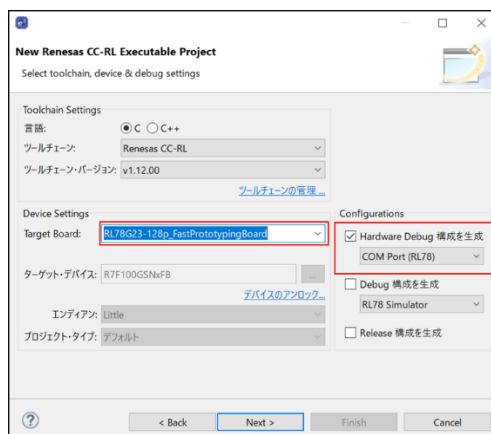 New Renesas CC-RL Executable Project
Select toolchain, device & debug settings
Toolchain Settings
言語: C C++
ツールチェーン: Renesas CC-RL
ツールチェーン・バージョン: v1.12.00
ツールチェーンの管理 ...
Device Settings
Target Board: RL78G23-128p_FastPrototypingBoard
ターゲット・デバイス: R7F100GSNxFB ...
デバイスのアンロック...
エンディアン: Little
プロジェクト・タイプ: デフォルト
Configurations
Hardware Debug 構成を生成
COM Port (RL78)
Debug 構成を生成
RL78 Simulator
Release 構成を生成
? < Back Next > Finish Cancel